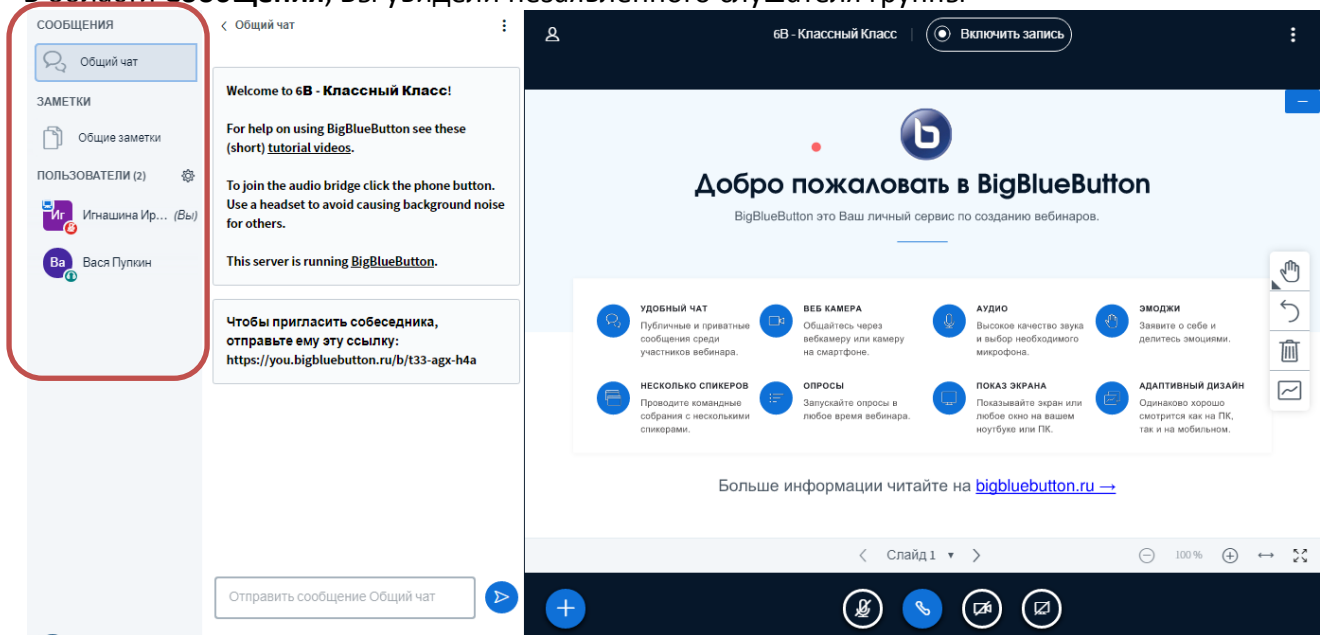 В области Сообщения, вы увидели незаявленного слушателя группы
СООБЩЕНИЯ
Общий чат
ЗАМЕТКИ
Общие заметки
ПОЛЬЗОВАТЕЛИ (2)
Иг
Игнашина Ир... (Вы)
Ва
Вася Пупкин
Общий чат
Welcome to 6В - Классный Класс!
For help on using BigBlueButton see these
(short) tutorial videos.
To join the audio bridge click the phone button.
Use a headset to avoid causing background noise
for others.
This server is running BigBlueButton.
Чтобы пригласить собеседника,
отправьте ему эту ссылку:
https://you.bigbluebutton.ru/b/t33-agx-h4a
Отправить сообщение Общий чат
6В - Классный Класс
Включить запись
b
Добро пожаловать в BigBlueButton
BigBlueButton это Ваш личный сервис по созданию вебинаров.
УДОБНЫЙ ЧАТ
Публичные и приватные
сообщения среди
участников вебинара.
ВЕБ КАМЕРА
Общайтесь через
вебкамеру или камеру
на смартфоне.
АУДИО
Высокое качество звука
и выбор необходимого
микрофона.
ЭМОДЖИ
Заявите о себе и
делитесь эмоциями.
НЕСКОЛЬКО СПИКЕРОВ
Проводите командные
собрания с несколькими
спикерами.
ОПРОСЫ
Запускайте опросы в
любое время вебинара.
ПОКАЗ ЭКРАНА
Показывайте экран или
любое окно на вашем
ноутбуке или ПК.
АДАПТИВНЫЙ ДИЗАЙН
Одинаково хорошо
смотрится как на ПК,
так и на мобильном.
Больше информации читайте на bigbluebutton.ru →
Слайд 1
100%